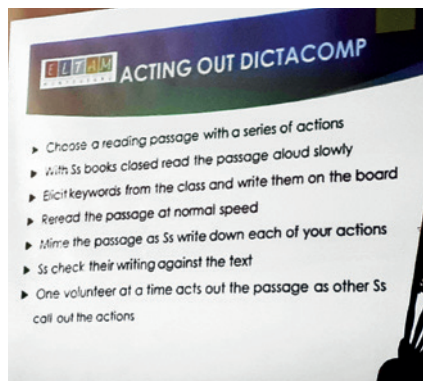 ELTAM
ACTING OUT DICTACOMP
▸ Choose a reading passage with a series of actions
▸ With Ss books closed read the passage aloud slowly
▸ Elicit keywords from the class and write them on the board
▸ Reread the passage at normal speed
▸ Mime the passage as Ss write down each of your actions
▸ Ss check their writing against the text
▸ One volunteer at a time acts out the passage as other Ss
call out the actions